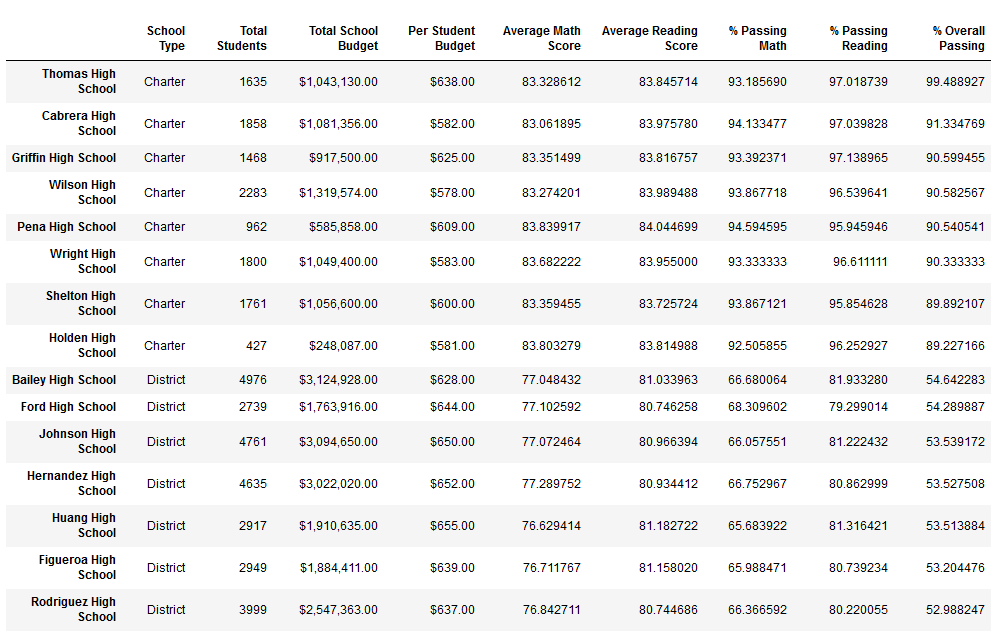 School Type Total Students Total School Budget Per Student Budget Average Math Score Average Reading Score % Passing Math % Passing Reading % Overall Passing
Thomas High School Charter 1635 $1,043,130.00 $638.00 83.328612 83.845714 93.185690 97.018739 99.488927
Cabrera High School Charter 1858 $1,081,356.00 $582.00 83.061895 83.975780 94.133477 97.039828 91.334769
Griffin High School Charter 1468 $917,500.00 $625.00 83.351499 83.816757 93.392371 97.138965 90.599455
Wilson High School Charter 2283 $1,319,574.00 $578.00 83.274201 83.989488 93.867718 96.539641 90.582567
Pena High School Charter 962 $585,858.00 $609.00 83.839917 84.044699 94.594595 95.945946 90.540541
Wright High School Charter 1800 $1,049,400.00 $583.00 83.682222 83.955000 93.333333 96.611111 90.333333
Shelton High School Charter 1761 $1,056,600.00 $600.00 83.359455 83.725724 93.867121 95.854628 89.892107
Holden High School Charter 427 $248,087.00 $581.00 83.803279 83.814988 92.505855 96.252927 89.227166
Bailey High School District 4976 $3,124,928.00 $628.00 77.048432 81.033963 66.680064 81.933280 54.642283
Ford High School District 2739 $1,763,916.00 $644.00 77.102592 80.746258 68.309602 79.299014 54.289887
Johnson High School District 4761 $3,094,650.00 $650.00 77.072464 80.966394 66.057551 81.222432 53.539172
Hernandez High School District 4635 $3,022,020.00 $652.00 77.289752 80.934412 66.752967 80.862999 53.527508
Huang High School District 2917 $1,910,635.00 $655.00 76.629414 81.182722 65.683922 81.316421 53.513884
Figueroa High School District 2949 $1,884,411.00 $639.00 76.711767 81.158020 65.988471 80.739234 53.204476
Rodriguez High School District 3999 $2,547,363.00 $637.00 76.842711 80.744686 66.366592 80.220055 52.988247